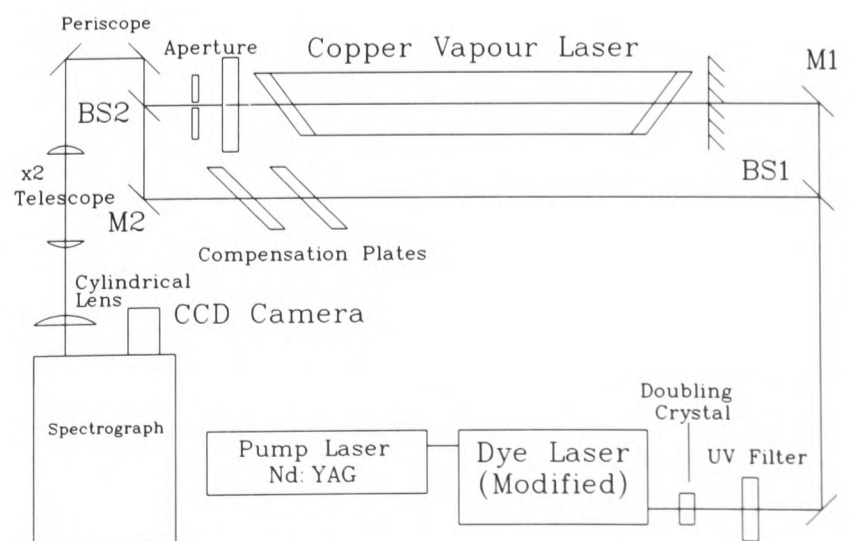 Periscope
Aperture
Copper Vapour Laser
M1
BS2
x2
Telescope
BS1
M2
Compensation Plates
Cylindrical
Lens
CCD Camera
Spectrograph
Doubling
Crystal
Pump Laser
Nd: YAG
Dye Laser
(Modified)
UV Filter